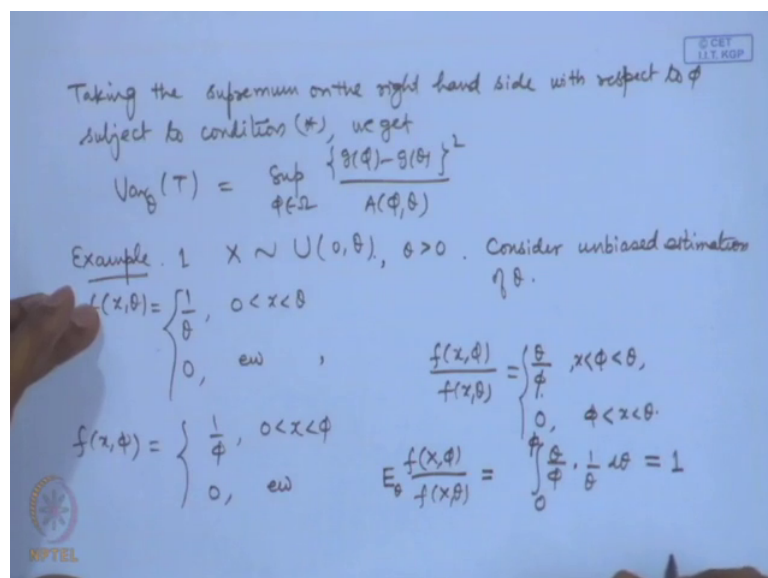 © CET
I.I.T. KGP
Taking the supremum on the right hand side with respect to ϕ
subject to condition (*), we get
Var_θ (T) = Sup_{ϕ∈Ω} {g(ϕ)-g(θ)}² / A(ϕ,θ)
Example. 1 X ~ U(0,θ), θ>0. Consider unbiased estimation
of θ.
f(x,θ) = { 1/θ, 0<x<θ
0, ew ,
f(x,ϕ) / f(x,θ) = { θ/ϕ, x<ϕ<θ,
0, ϕ<x<θ.
f(x,ϕ) = { 1/ϕ, 0<x<ϕ
0, ew
E_θ f(x,ϕ) / f(x,θ) = ∫_0^ϕ θ/ϕ · 1/θ dθ = 1
NPTEL